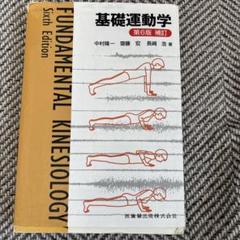 基礎運動学
第6版 補訂
中村隆一 齋藤 宏 長崎 浩 著
医歯薬出版株式会社
FUNDAMENTAL KINESIOLOGY
Sixth Edition